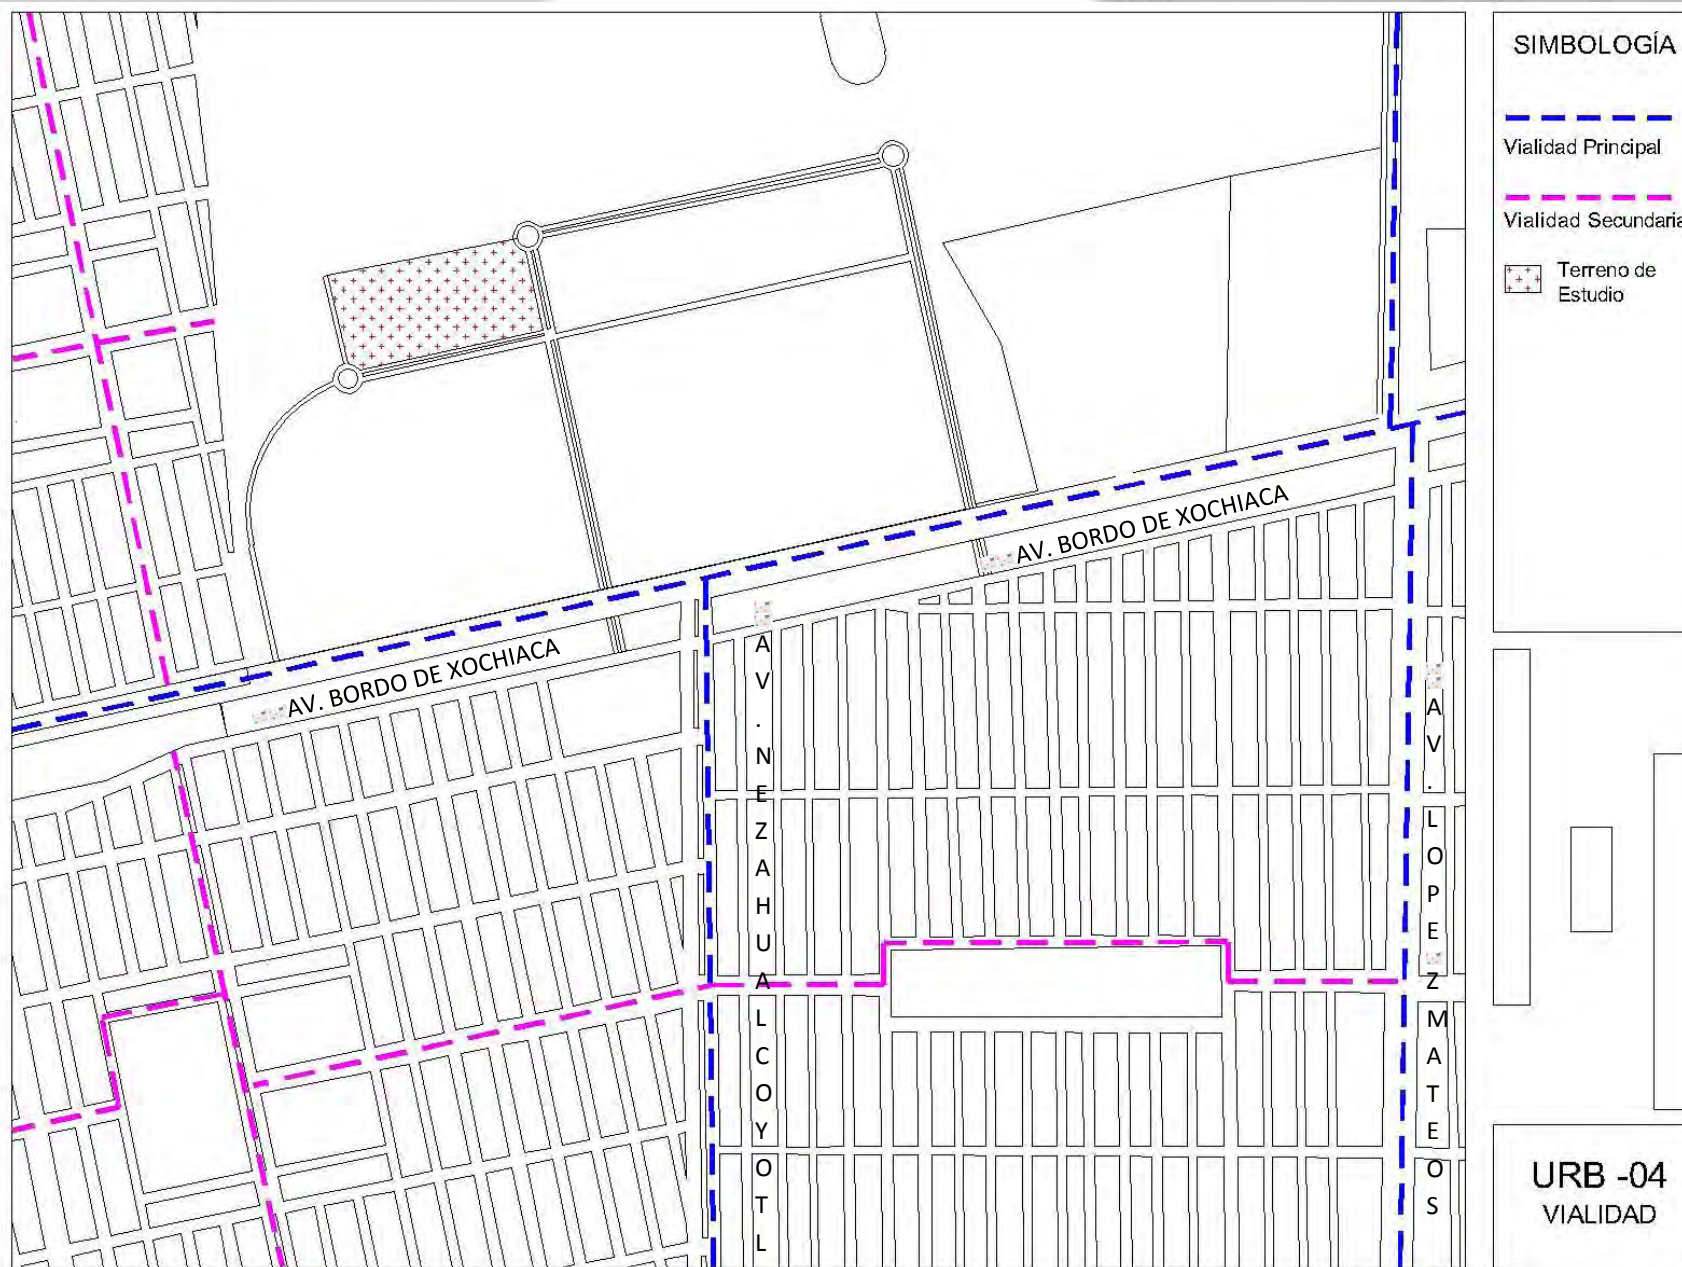 SIMBOLOGÍA
Vialidad Principal
Vialidad Secundaria
Terreno de
Estudio
AV. BORDO DE XOCHIACA
AV. BORDO DE XOCHIACA
AV. NEZAHUALCOYOTL
AV. LOPEZ MATEOS
URB -04
VIALIDAD